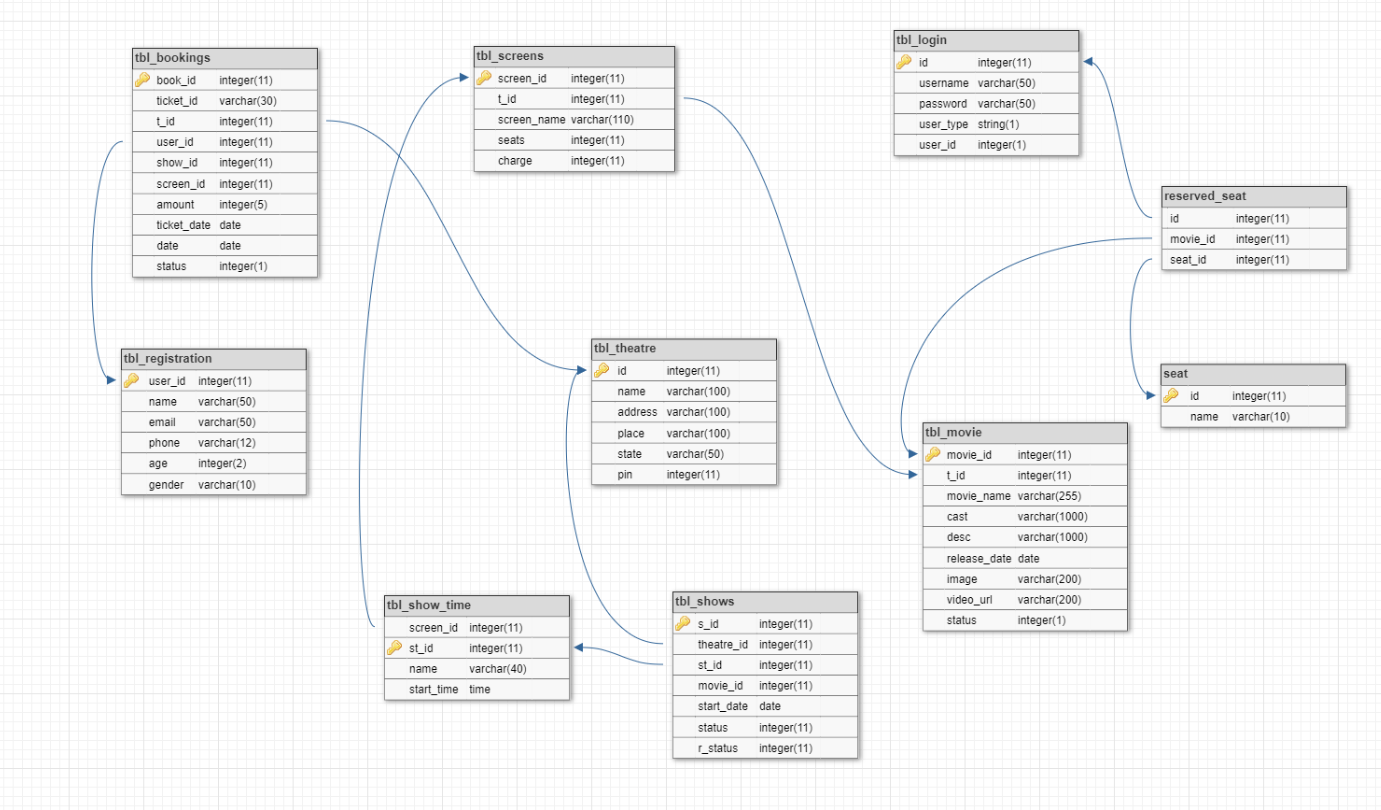 tbl_bookings
book_id integer(11)
ticket_id varchar(30)
t_id integer(11)
user_id integer(11)
show_id integer(11)
screen_id integer(11)
amount integer(5)
ticket_date date
date date
status integer(1)
tbl_screens
screen_id integer(11)
t_id integer(11)
screen_name varchar(110)
seats integer(11)
charge integer(11)
tbl_login
id integer(11)
username varchar(50)
password varchar(50)
user_type string(1)
user_id integer(1)
reserved_seat
id integer(11)
movie_id integer(11)
seat_id integer(11)
tbl_registration
user_id integer(11)
name varchar(50)
email varchar(50)
phone varchar(12)
age integer(2)
gender varchar(10)
tbl_theatre
id integer(11)
name varchar(100)
address varchar(100)
place varchar(100)
state varchar(50)
pin integer(11)
seat
id integer(11)
name varchar(10)
tbl_movie
movie_id integer(11)
t_id integer(11)
movie_name varchar(255)
cast varchar(1000)
desc varchar(1000)
release_date date
image varchar(200)
video_url varchar(200)
status integer(1)
tbl_show_time
screen_id integer(11)
st_id integer(11)
name varchar(40)
start_time time
tbl_shows
s_id integer(11)
theatre_id integer(11)
st_id integer(11)
movie_id integer(11)
start_date date
status integer(11)
r_status integer(11)